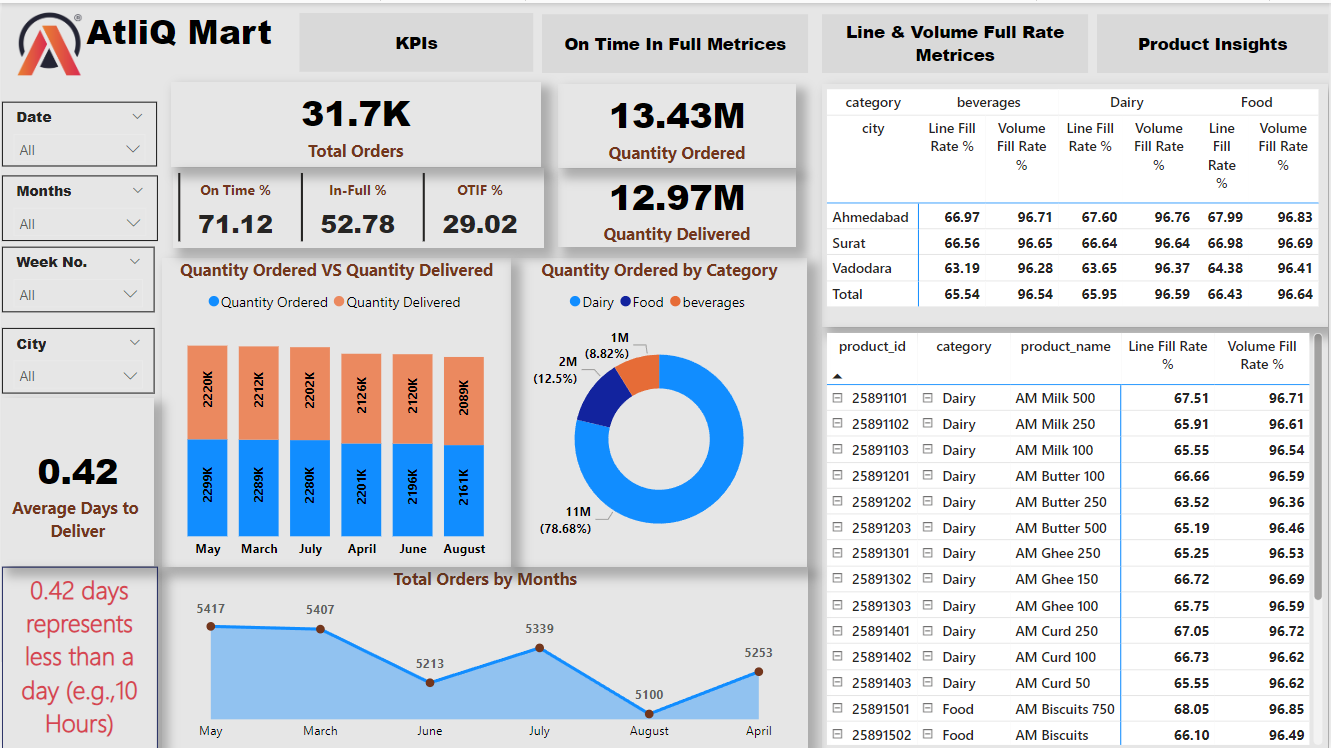 AtliQ Mart
®
KPIs
On Time In Full Metrices
Line & Volume Full Rate
Metrices
Product Insights
Date
All
Months
All
Week No.
All
City
All
0.42
Average Days to
Deliver
0.42 days
represents
less than a
day (e.g.,10
Hours)
31.7K
Total Orders
On Time %
71.12
In-Full %
52.78
OTIF %
29.02
13.43M
Quantity Ordered
12.97M
Quantity Delivered
Quantity Ordered VS Quantity Delivered
Quantity Ordered Quantity Delivered
2220K 2212K 2202K 2126K 2120K 2089K
2299K 2289K 2280K 2201K 2196K 2161K
May March July April June August
Quantity Ordered by Category
Dairy Food beverages
1M
(8.82%)
2M
(12.5%)
11M
(78.68%)
Total Orders by Months
5417 5407 5213 5339 5100 5253
May March June July August April
category beverages Dairy Food
city Line Fill Volume Line Fill Volume Line Volume
Rate % Fill Rate Rate % Fill Rate Fill Fill Rate
% % Rate %
%
Ahmedabad 66.97 96.71 67.60 96.76 67.99 96.83
Surat 66.56 96.65 66.64 96.64 66.98 96.69
Vadodara 63.19 96.28 63.65 96.37 64.38 96.41
Total 65.54 96.54 65.95 96.59 66.43 96.64
product_id category product_name Line Fill Rate Volume Fill
% Rate %
25891101 Dairy AM Milk 500 67.51 96.71
25891102 Dairy AM Milk 250 65.91 96.61
25891103 Dairy AM Milk 100 65.55 96.54
25891201 Dairy AM Butter 100 66.66 96.59
25891202 Dairy AM Butter 250 63.52 96.36
25891203 Dairy AM Butter 500 65.19 96.46
25891301 Dairy AM Ghee 250 65.25 96.53
25891302 Dairy AM Ghee 150 66.72 96.69
25891303 Dairy AM Ghee 100 65.75 96.59
25891401 Dairy AM Curd 250 67.05 96.72
25891402 Dairy AM Curd 100 66.73 96.62
25891403 Dairy AM Curd 50 65.55 96.62
25891501 Food AM Biscuits 750 68.05 96.85
25891502 Food AM Biscuits 66.10 96.49